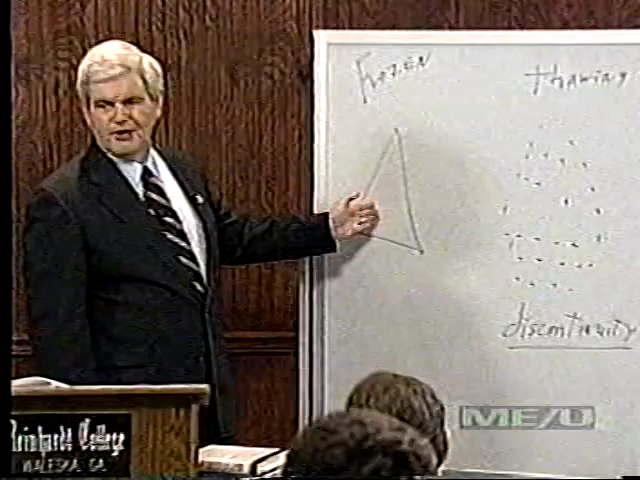 FROZEN
thawing
discontinuity
ME/U
Reinhardt College
WALESKA, GA